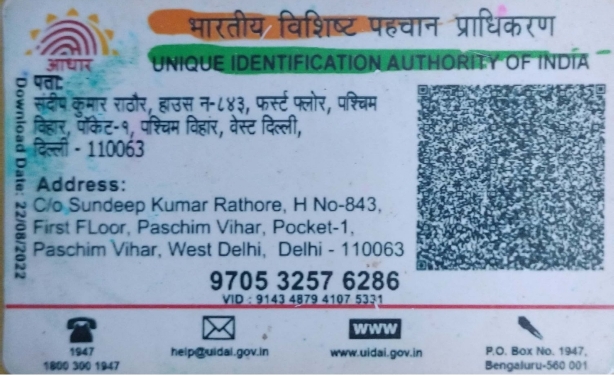 भारतीय विशिष्ट पहचान प्राधिकरण
आधार
UNIQUE IDENTIFICATION AUTHORITY OF INDIA
Download Date: 22/08/2022
पता:
संदीप कुमार राठौर, हाउस न-८४३, फर्स्ट फ्लोर, पश्चिम
विहार, पॉकेट-१, पश्चिम विहार, वेस्ट दिल्ली,
दिल्ली - 110063
Address:
C/o Sundeep Kumar Rathore, H No-843,
First FLoor, Paschim Vihar, Pocket-1,
Paschim Vihar, West Delhi, Delhi - 110063
9705 3257 6286
VID : 9143 4879 4107 5331
1947
1800 300 1947
help@uidai.gov.in
www
www.uidai.gov.in
P.O. Box No. 1947,
Bengaluru-560 001